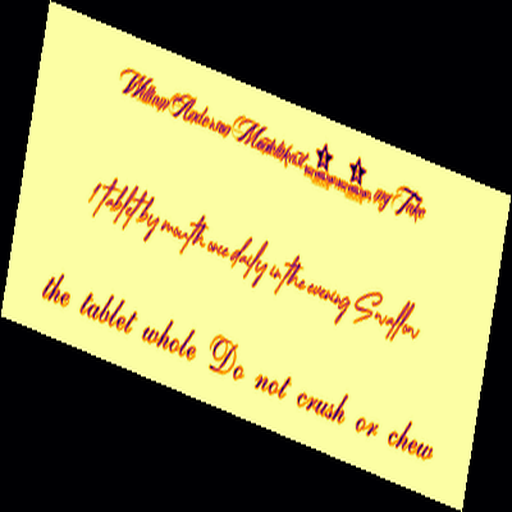 William Anderson mg Take
1 tablet by mouth once daily in the evening Swallow
the tablet whole Do not crush or chew